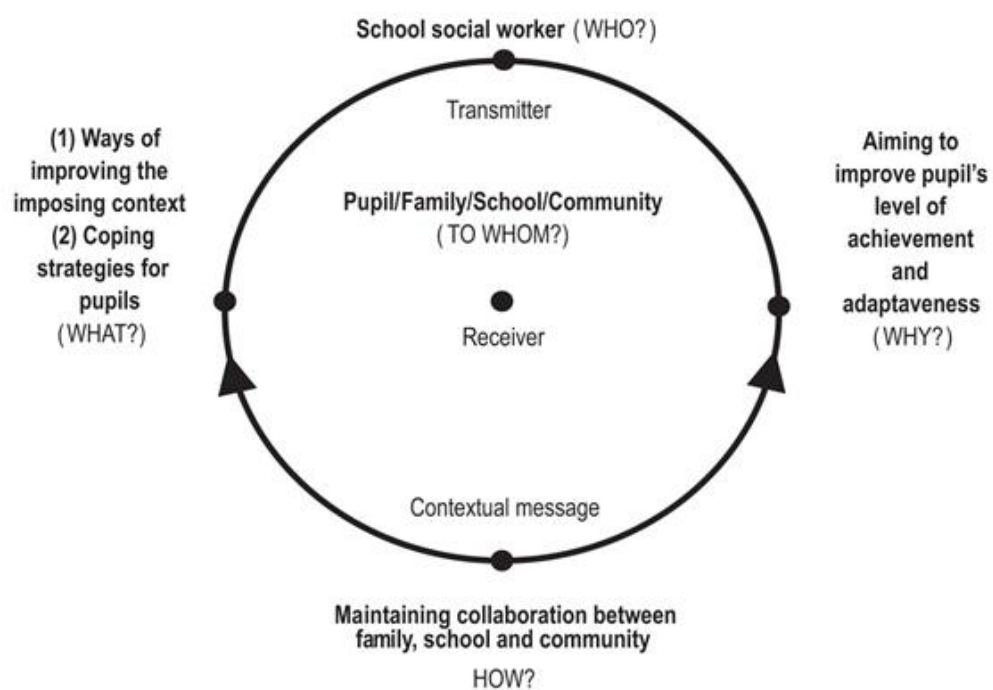 School social worker (WHO?)
Transmitter
(1) Ways of
improving the
imposing context
(2) Coping
strategies for
pupils
(WHAT?)
Pupil/Family/School/Community
(TO WHOM?)
Receiver
Aiming to
improve pupil's
level of
achievement
and
adaptaveness
(WHY?)
Contextual message
Maintaining collaboration between
family, school and community
HOW?